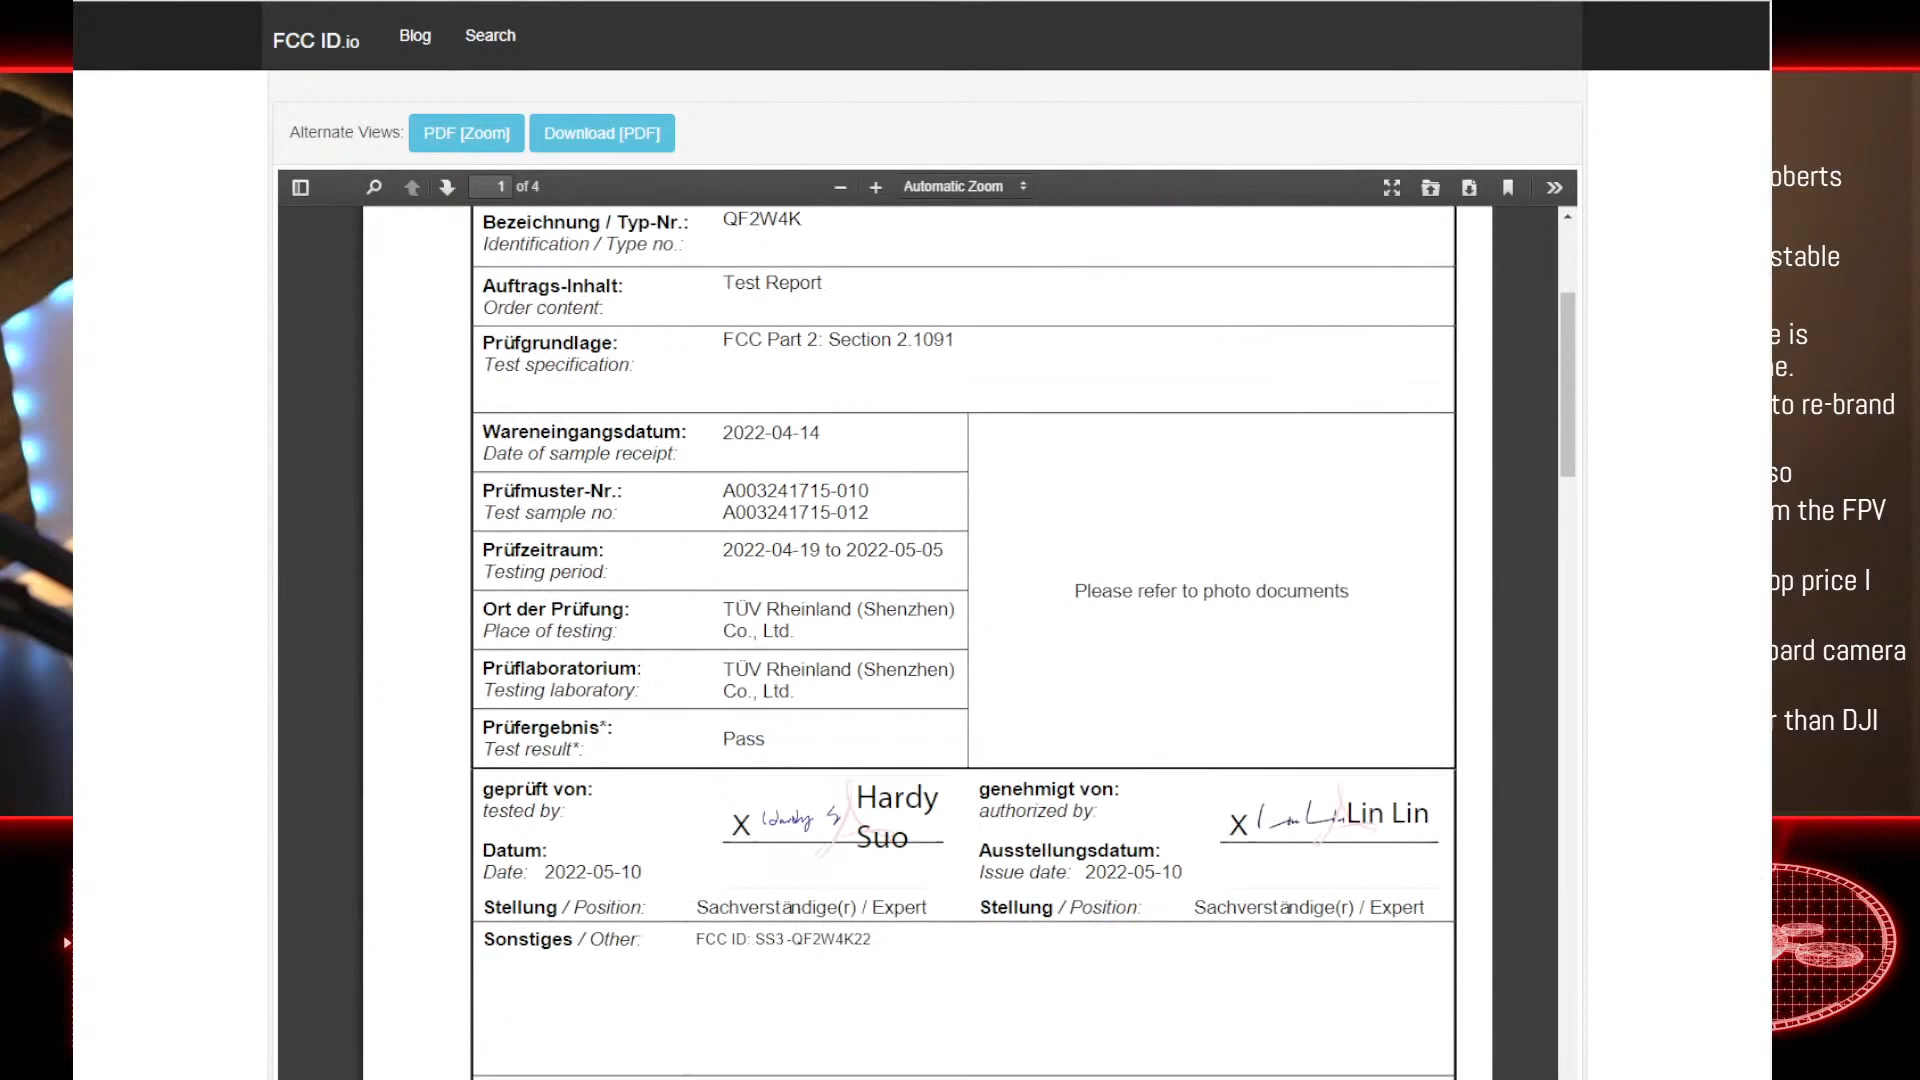 FCC ID.io Blog Search
Alternate Views: PDF [Zoom] Download [PDF]
1 of 4 Automatic Zoom
Bezeichnung / Typ-Nr.: QF2W4K
Identification / Type no.:
Auftrags-Inhalt: Test Report
Order content:
Prüfgrundlage: FCC Part 2: Section 2.1091
Test specification:
Wareneingangsdatum: 2022-04-14
Date of sample receipt:
Prüfmuster-Nr.: A003241715-010
Test sample no: A003241715-012
Prüfzeitraum: 2022-04-19 to 2022-05-05
Testing period:
Ort der Prüfung: TÜV Rheinland (Shenzhen)
Place of testing: Co., Ltd.
Prüflaboratorium: TÜV Rheinland (Shenzhen)
Testing laboratory: Co., Ltd.
Prüfergebnis*: Pass
Test result*:
Please refer to photo documents
geprüft von:
tested by:
X Hardy S Hardy
Suo
Datum:
Date: 2022-05-10
Stellung / Position: Sachverständige(r) / Expert
genehmigt von:
authorized by:
X Lin Lin Lin Lin
Ausstellungsdatum:
Issue date: 2022-05-10
Stellung / Position: Sachverständige(r) / Expert
Sonstiges / Other: FCC ID: SS3-QF2W4K22
oberts
stable
e is
e.
to re-brand
so
m the FPV
op price I
oard camera
r than DJI